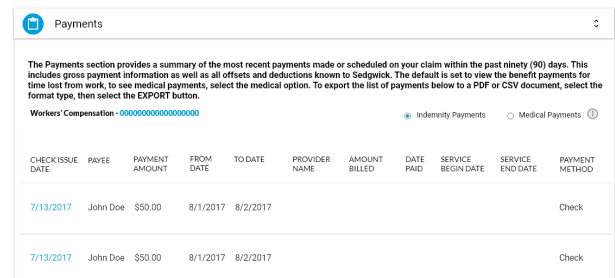 Payments
The Payments section provides a summary of the most recent payments made or scheduled on your claim within the past ninety (90) days. This
includes gross payment information as well as all offsets and deductions known to Sedgwick. The default is set to view the benefit payments for
time lost from work, to see medical payments, select the medical option. To export the list of payments below to a PDF or CSV document, select the
format type, then select the EXPORT button.
Workers' Compensation - 000000000000000000 Indemnity Payments Medical Payments
CHECK ISSUE DATE PAYEE PAYMENT AMOUNT FROM DATE TO DATE PROVIDER NAME AMOUNT BILLED DATE PAID SERVICE BEGIN DATE SERVICE END DATE PAYMENT METHOD
7/13/2017 John Doe $50.00 8/1/2017 8/2/2017 Check
7/13/2017 John Doe $50.00 8/1/2017 8/2/2017 Check